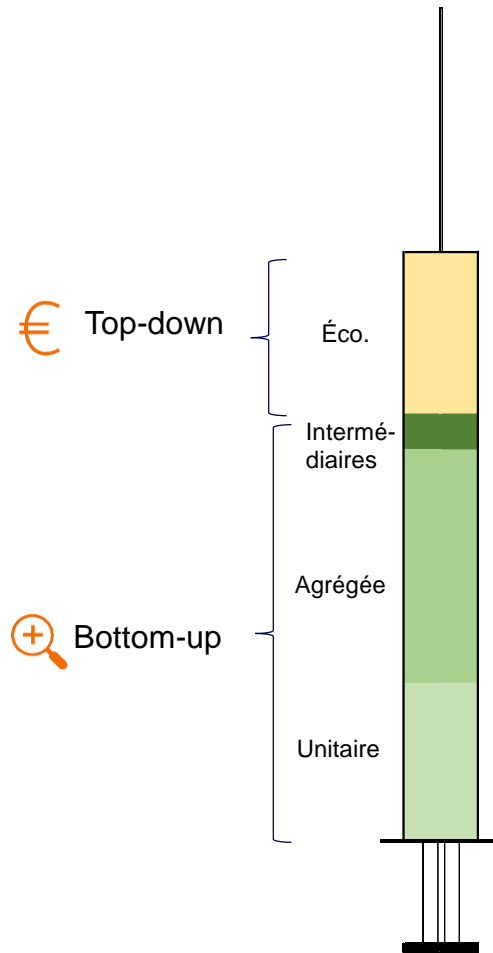 € Top-down
Éco.
Intermé-
diaires
Agrégée
Bottom-up
Unitaire